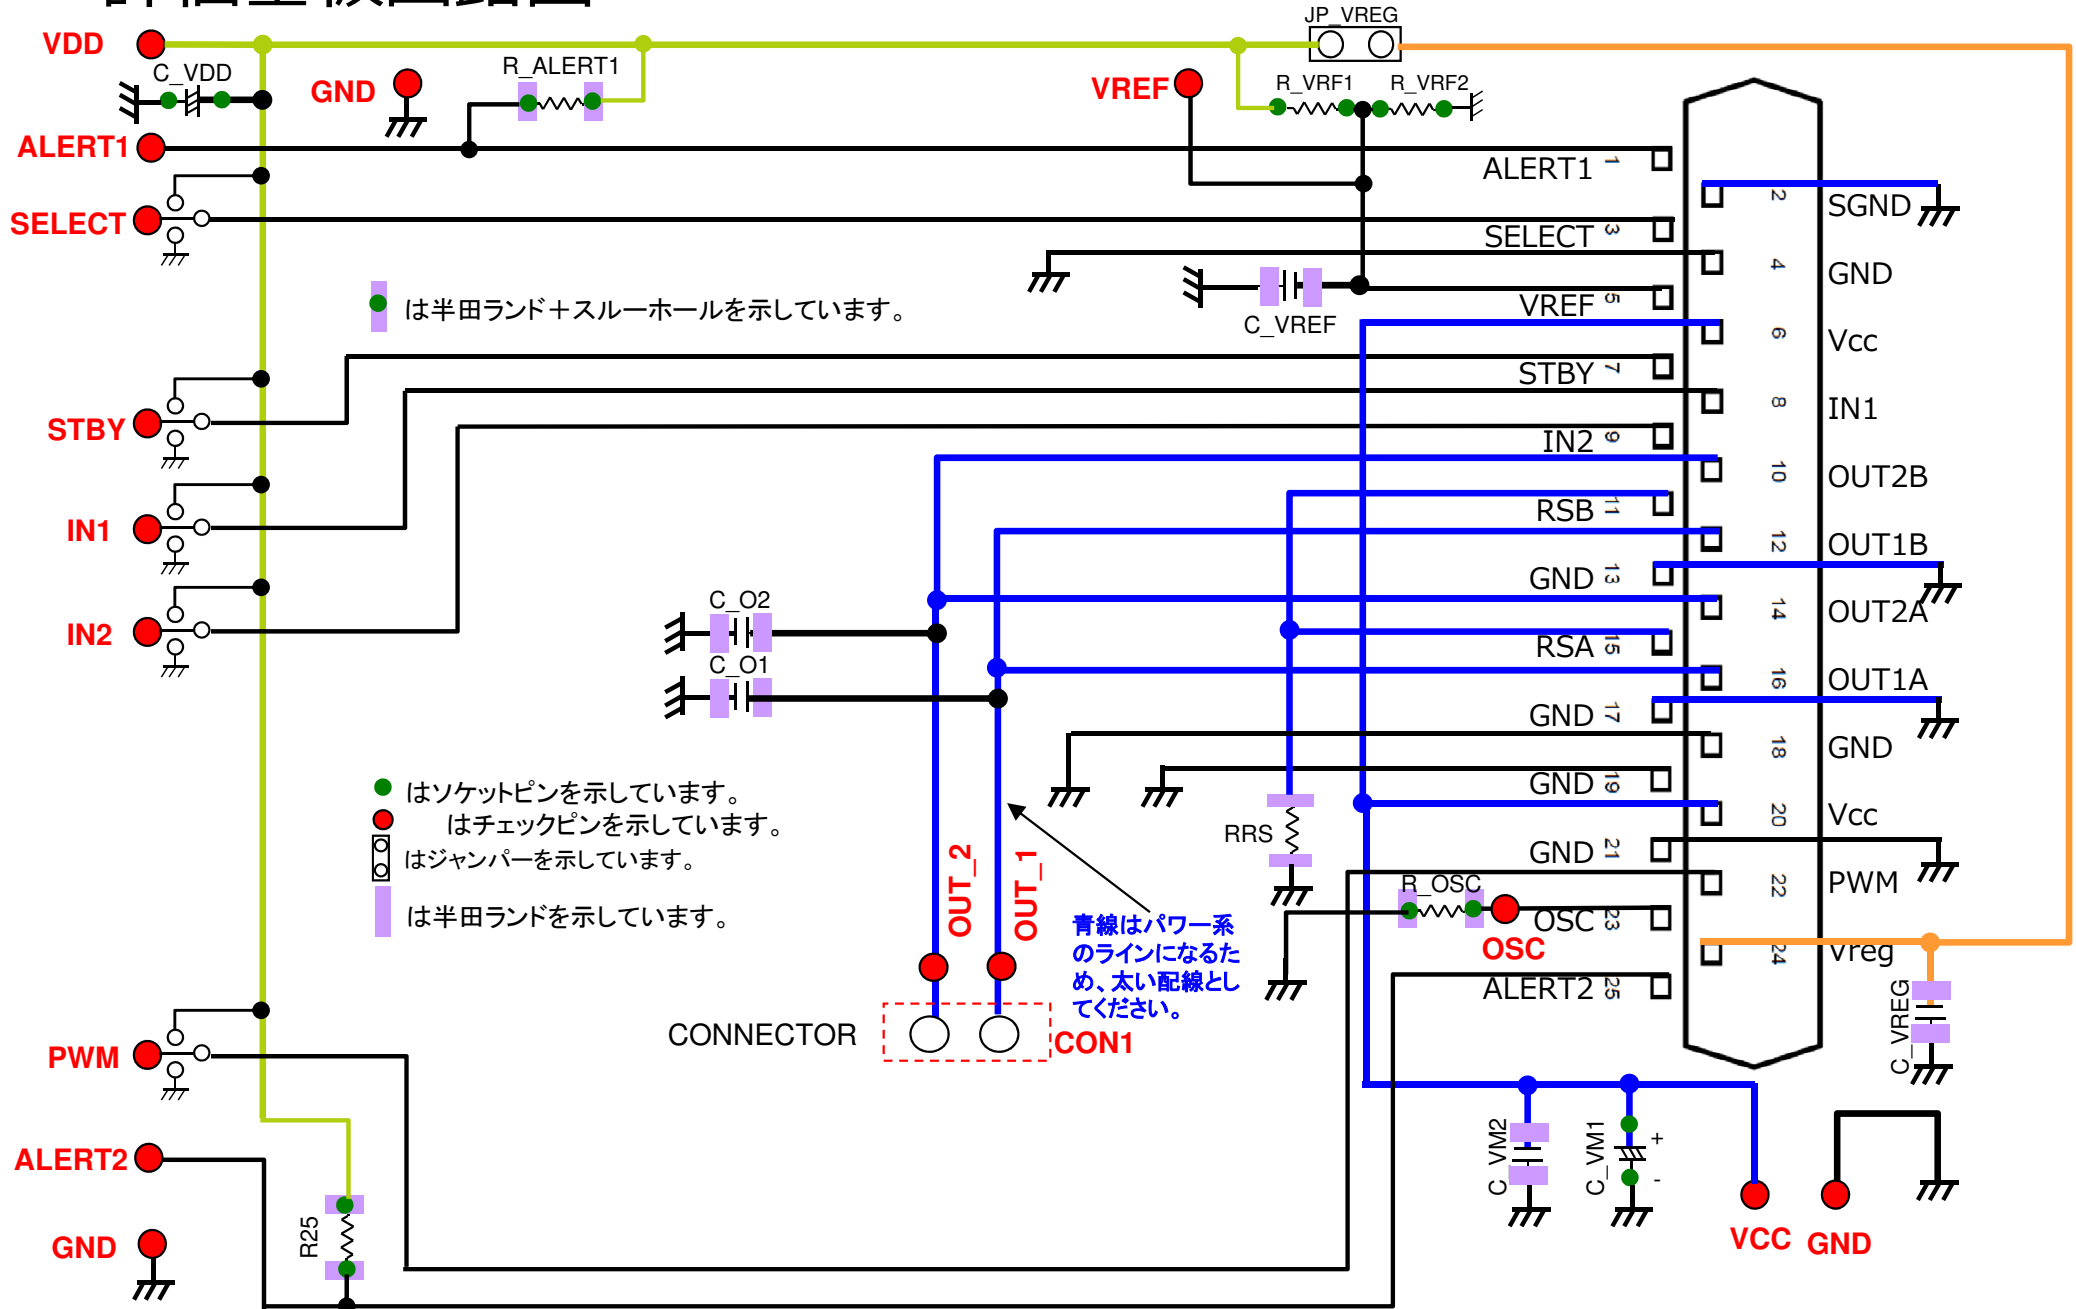 評価基板回路図
JP_VREG
VDD
C_VDD
GND
R_ALERT1
VREF
R_VRF1
R_VRF2
ALERT1
ALERT1
1
2
SGND
SELECT
SELECT
3
4
GND
は半田ランド＋スルーホールを示しています。
VREF
5
C_VREF
6
Vcc
STBY
7
STBY
8
IN1
IN2
9
10
OUT2B
IN1
RSB
11
12
OUT1B
GND
13
C_O2
14
OUT2A
IN2
RSA
15
C_O1
16
OUT1A
GND
17
18
GND
はソケットピンを示しています。
GND
19
はチェックピンを示しています。
RRS
20
Vcc
はジャンパーを示しています。
GND
21
OUT_2
OUT_1
R_OSC
22
PWM
は半田ランドを示しています。
青線はパワー系
のラインになるた
め、太い配線とし
てください。
OSC
23
OSC
24
Vreg
ALERT2
25
CONNECTOR
CON1
C_VREG
PWM
C_VM2
C_VM1
+
-
ALERT2
R25
VCC
GND
GND